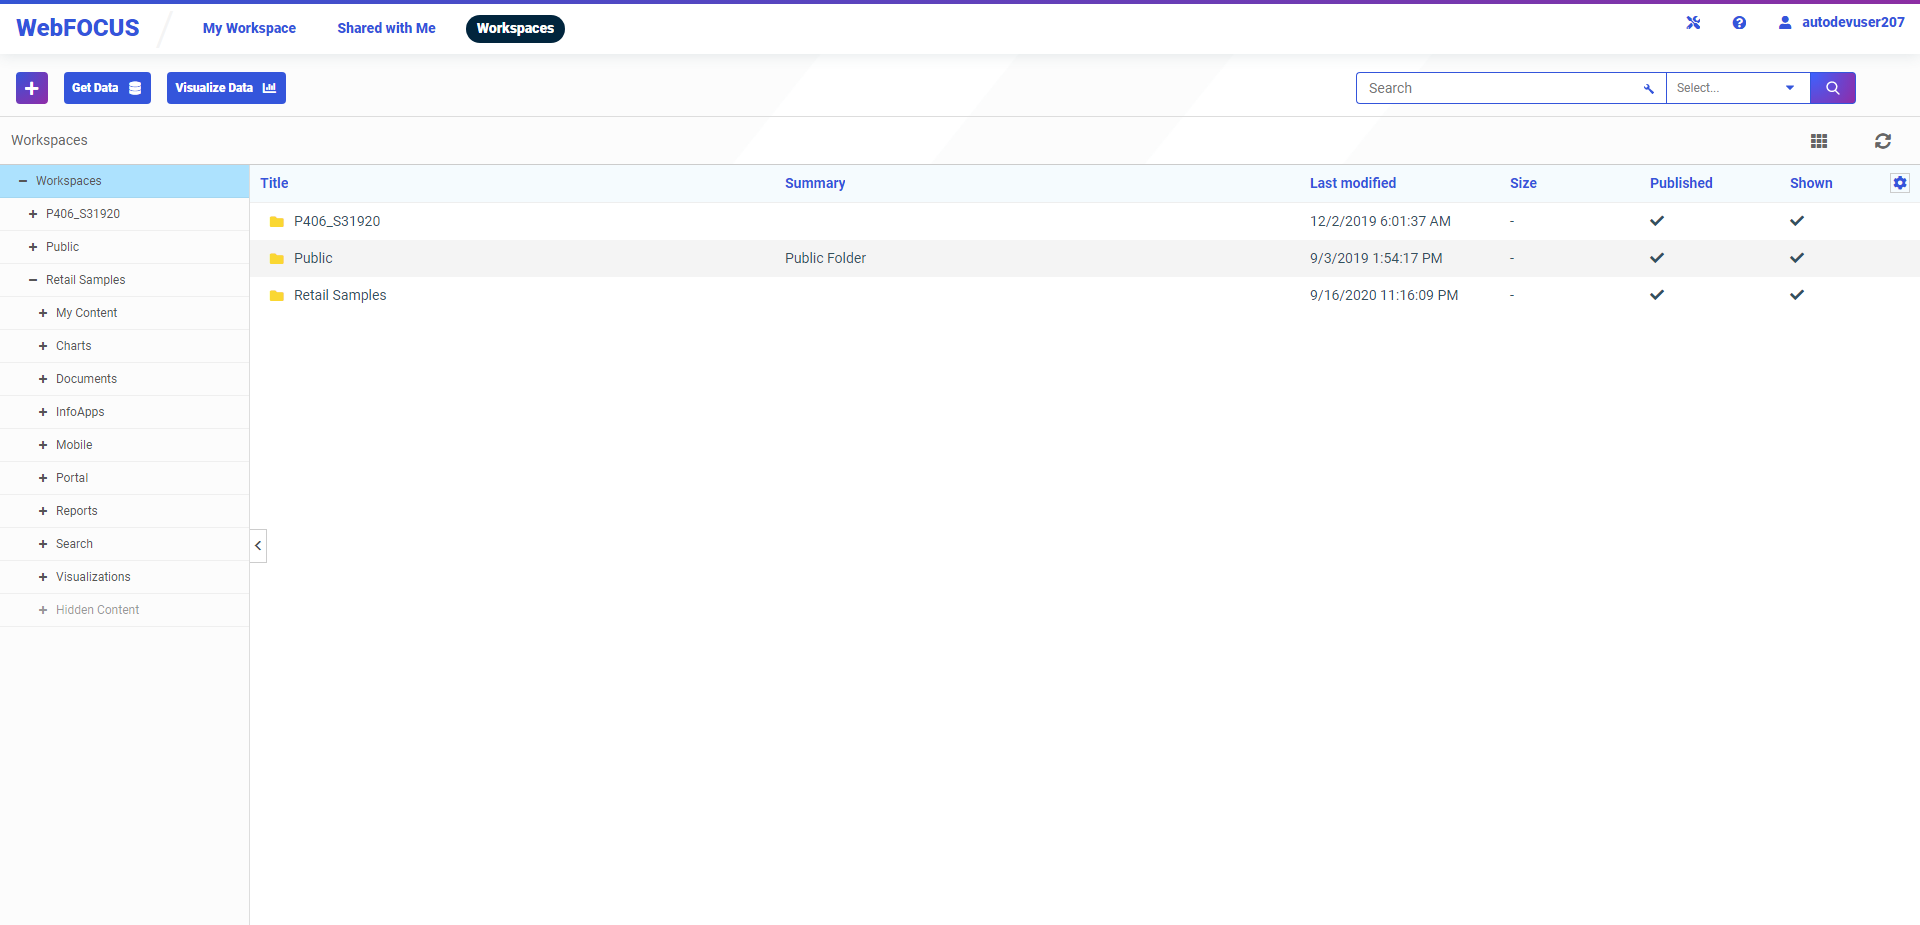 WebFOCUS My Workspace Shared with Me Workspaces autodevuser207
Get Data Visualize Data Search Select...
Workspaces
Workspaces
P406_S31920
Public
Retail Samples
My Content
Charts
Documents
InfoApps
Mobile
Portal
Reports
Search
Visualizations
Hidden Content
Title Summary Last modified Size Published Shown
P406_S31920 12/2/2019 6:01:37 AM -
Public Public Folder 9/3/2019 1:54:17 PM -
Retail Samples 9/16/2020 11:16:09 PM -